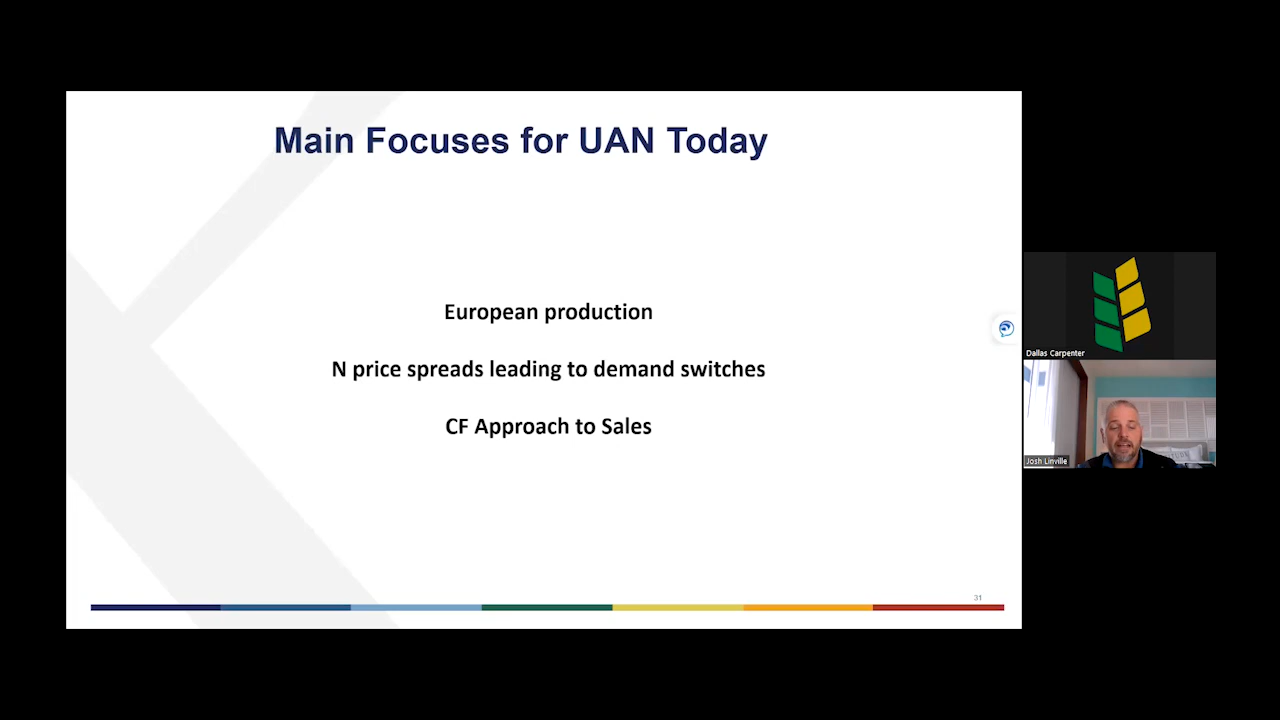 Main Focuses for UAN Today
European production
N price spreads leading to demand switches
CF Approach to Sales
31
Dallas Carpenter
Josh Linville